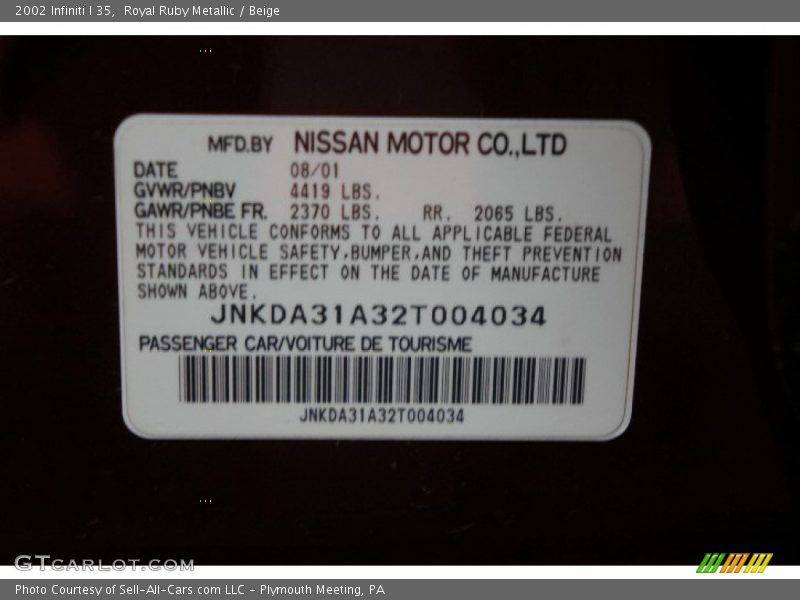 2002 Infiniti I 35, Royal Ruby Metallic / Beige
MFD.BY NISSAN MOTOR CO.,LTD
DATE 08/01
GVWR/PNBV 4419 LBS.
GAWR/PNBE FR. 2370 LBS. RR. 2065 LBS.
THIS VEHICLE CONFORMS TO ALL APPLICABLE FEDERAL
MOTOR VEHICLE SAFETY,BUMPER,AND THEFT PREVENTION
STANDARDS IN EFFECT ON THE DATE OF MANUFACTURE
SHOWN ABOVE.
JNKDA31A32T004034
PASSENGER CAR/VOITURE DE TOURISME
JNKDA31A32T004034
GTCARLOT.COM
Photo Courtesy of Sell-All-Cars.com LLC - Plymouth Meeting, PA